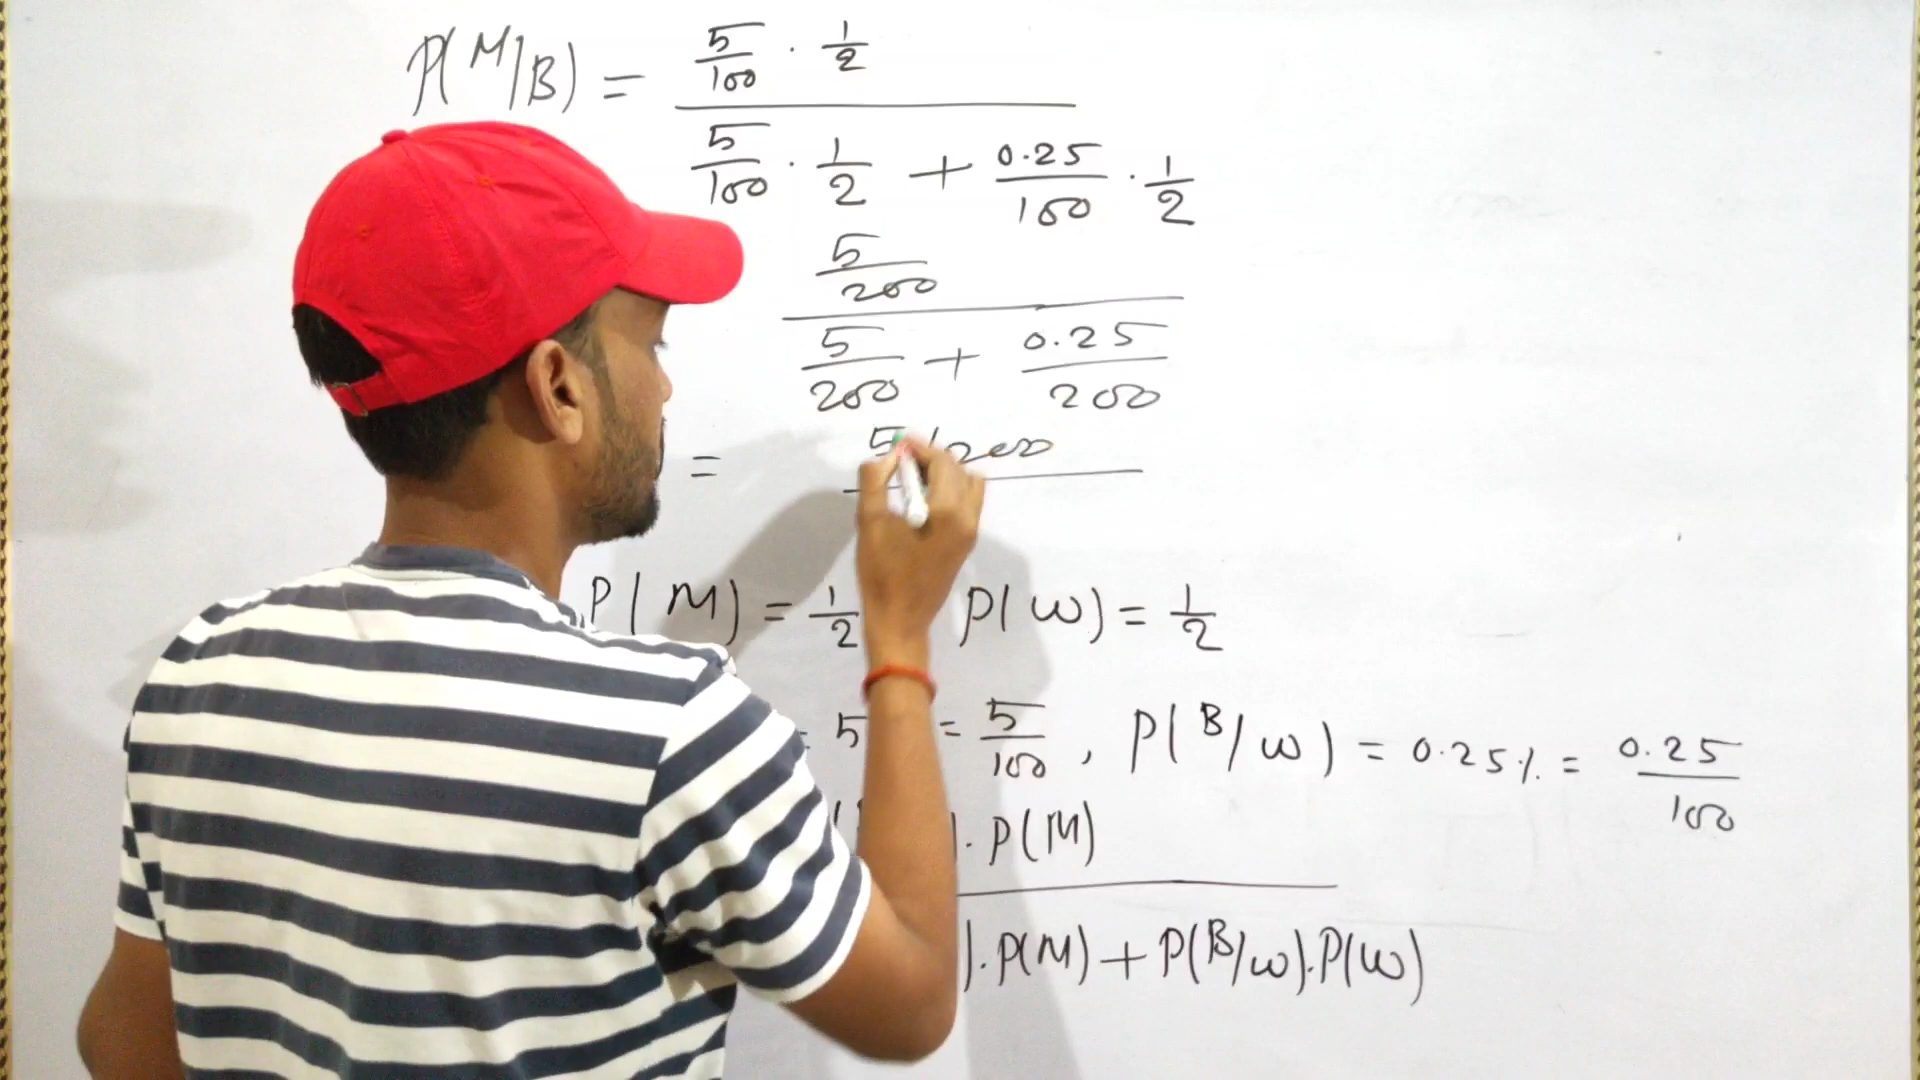 P(M/B) = 5/100 · 1/2
5/100 · 1/2 + 0.25/100 · 1/2
5/200
5/200 + 0.25/200
= 5/200
P(M) = 1/2 P(W) = 1/2
= 5 = 5/100 , P(B/W) = 0.25% = 0.25/100
). P(M)
).P(M) + P(B/W).P(W)